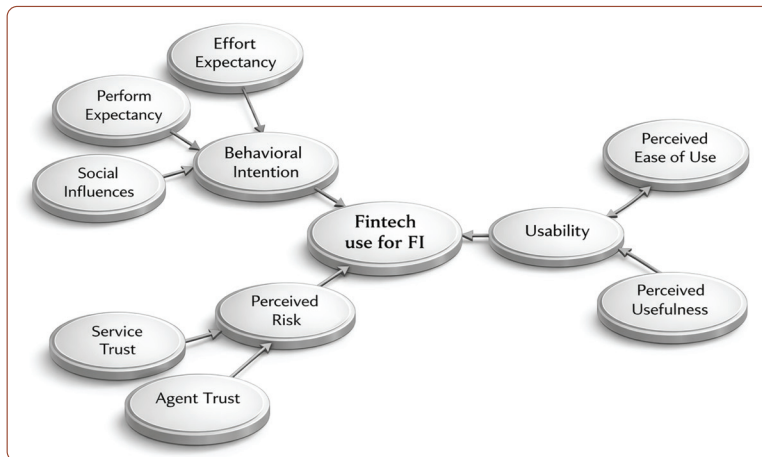 Effort
Expectancy
Perform
Expectancy
Social
Influences
Behavioral
Intention
Fintech
use for FI
Usability
Perceived
Ease of Use
Perceived
Usefulness
Perceived
Risk
Service
Trust
Agent Trust